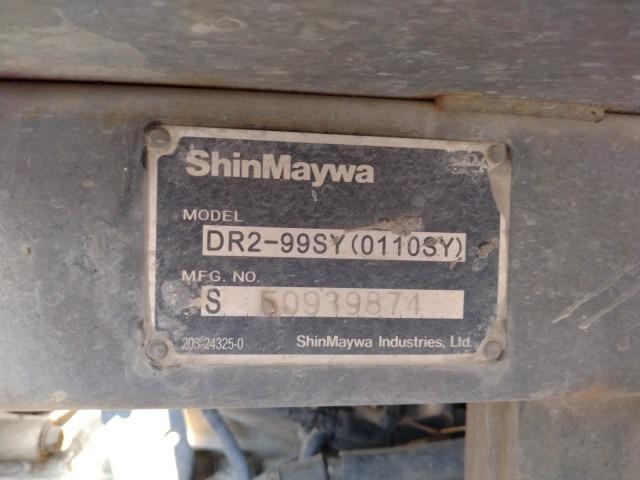 ShinMaywa
MODEL
DR2-99SY(0110SY)
MFG. NO.
S 50939874
203-24325-0 ShinMaywa Industries, Ltd.